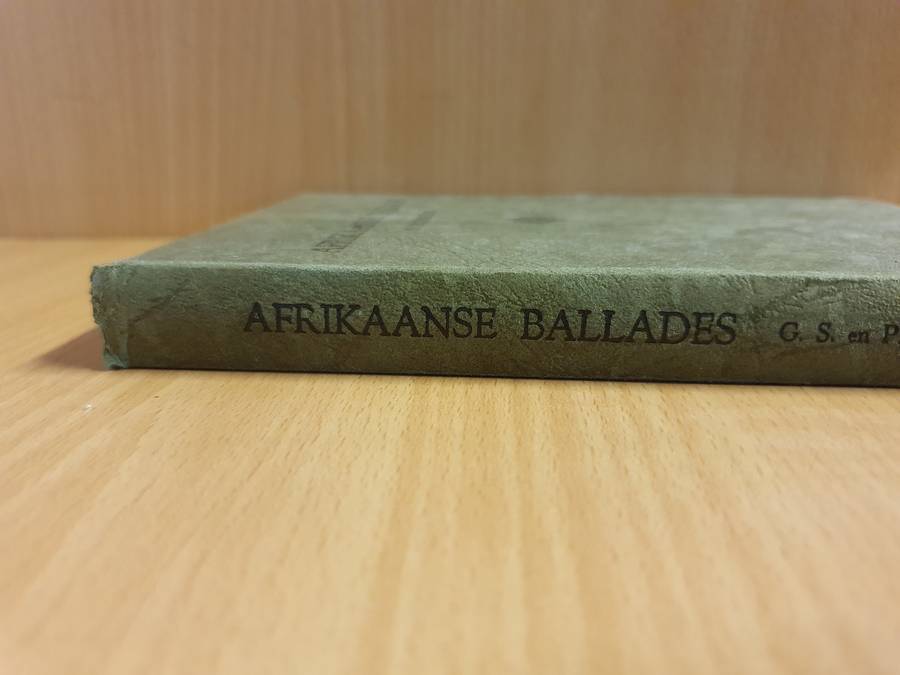 AFRIKAANSE BALLADES G. S. en